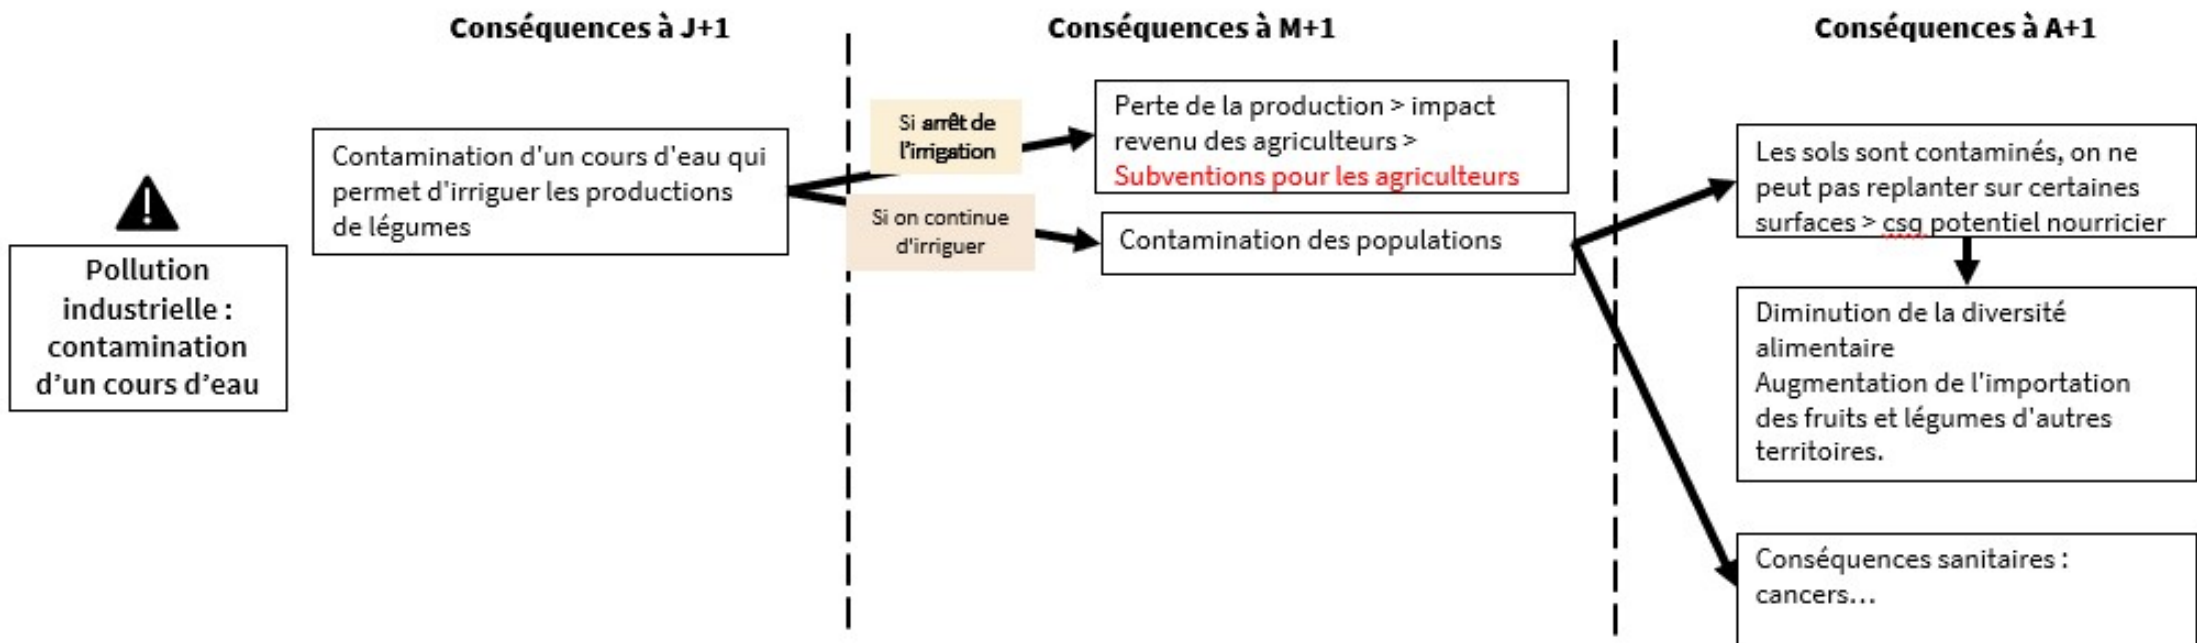 Conséquences à J+1
Conséquences à M+1
Conséquences à A+1
Pollution
industrielle :
contamination
d’un cours d’eau
Contamination d'un cours d'eau qui
permet d'irriguer les productions
de légumes
Si arrêt de
l’irrigation
Si on continue
d'irriguer
Perte de la production > impact
revenu des agriculteurs >
Subventions pour les agriculteurs
Contamination des populations
Les sols sont contaminés, on ne
peut pas replanter sur certaines
surfaces > csq potentiel nourricier
Diminution de la diversité
alimentaire
Augmentation de l'importation
des fruits et légumes d'autres
territoires.
Conséquences sanitaires :
cancers…